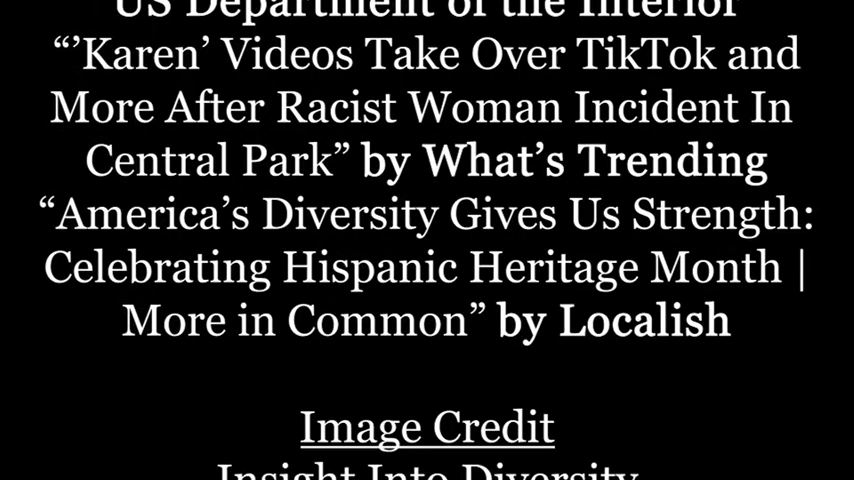 US Department of the Interior
“’Karen’ Videos Take Over TikTok and
More After Racist Woman Incident In
Central Park” by What’s Trending
“America’s Diversity Gives Us Strength:
Celebrating Hispanic Heritage Month |
More in Common” by Localish
Image Credit
Insight Into Diversity